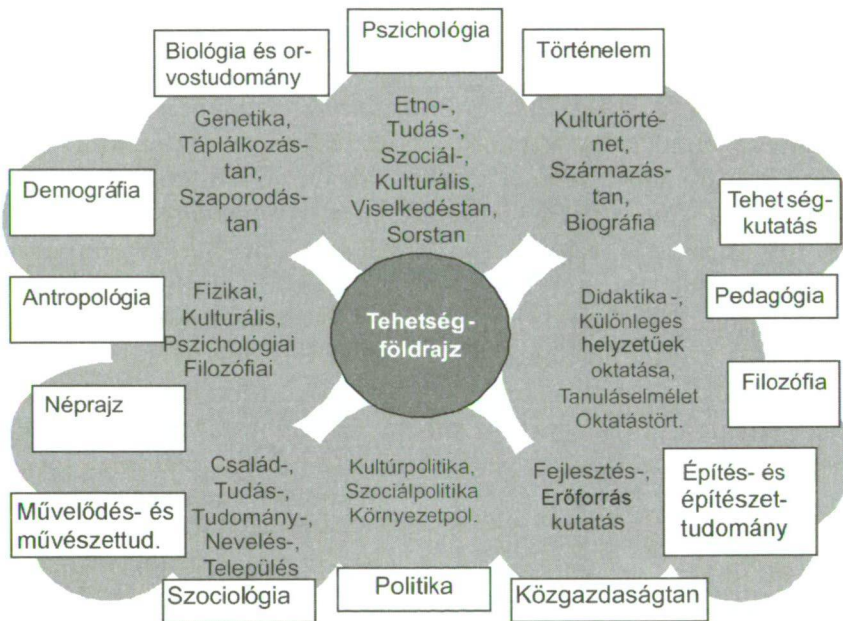 Pszichológia
Biológia és or-
vostudomány
Történelem
Genetika,
Táplálkozás-
tan,
Szaporodás-
tan
Etno-,
Tudás-,
Szociál-,
Kulturális,
Viselkedéstan,
Sorstan
Kultúrtörté-
net,
Származás-
tan,
Biográfia
Demográfia
Tehetség-
kutatás
Antropológia
Fizikai,
Kulturális,
Pszichológiai
Filozófiai
Tehetség-
földrajz
Didaktika-,
Különleges
helyzetűek
oktatása,
Tanuláselmélet
Oktatástört.
Pedagógia
Néprajz
Filozófia
Család-,
Tudás-,
Tudomány-,
Nevelés-,
Település
Kultúrpolitika,
Szociálpolitika
Környezetpol.
Fejlesztés-,
Erőforrás
kutatás
Építés- és
építészet-
tudomány
Művelődés- és
művészettud.
Szociológia
Politika
Közgazdaságtan